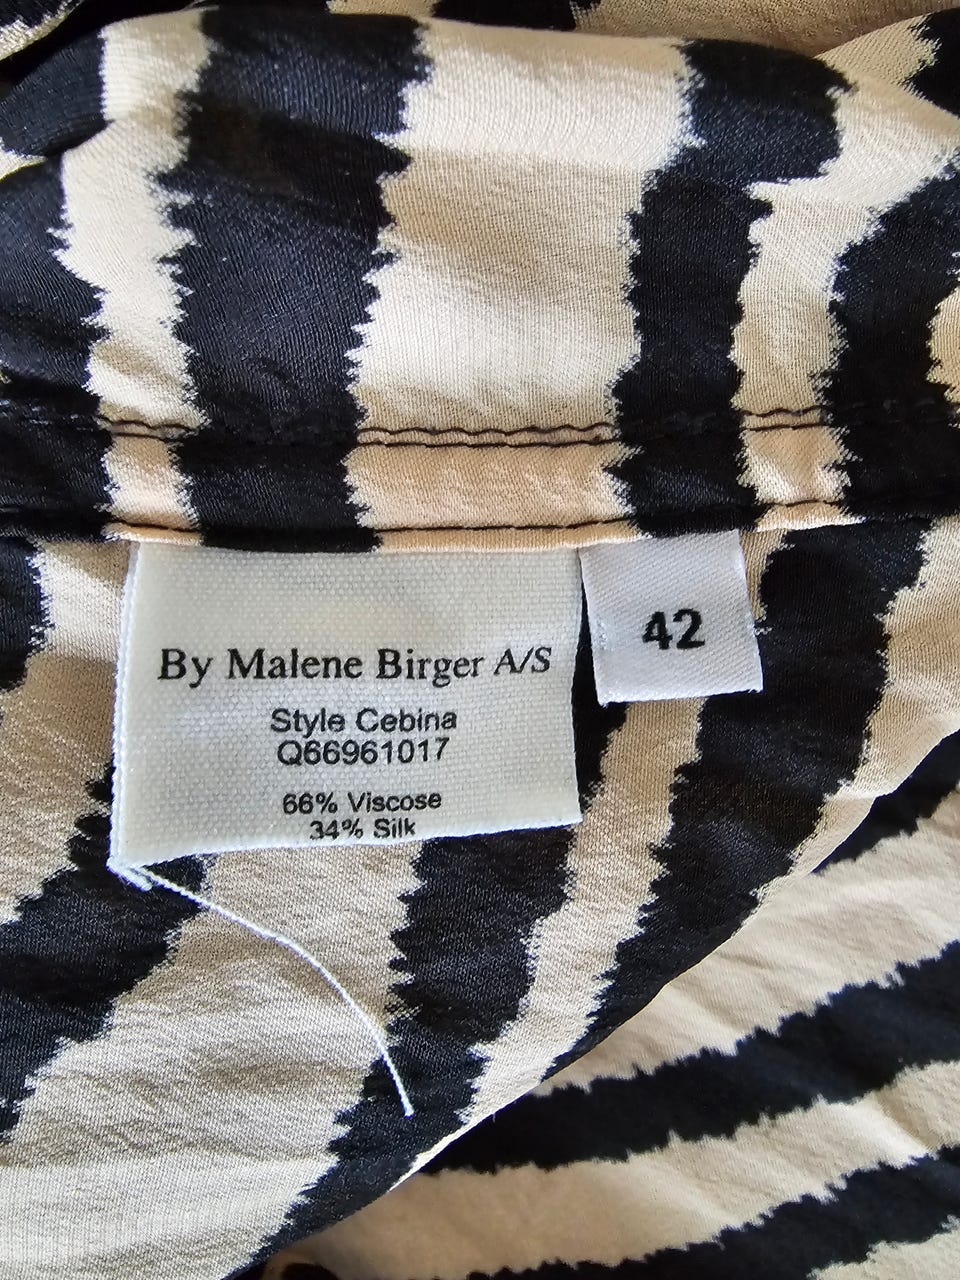 By Malene Birger A/S
42
Style Cebina
Q66961017
66% Viscose
34% Silk